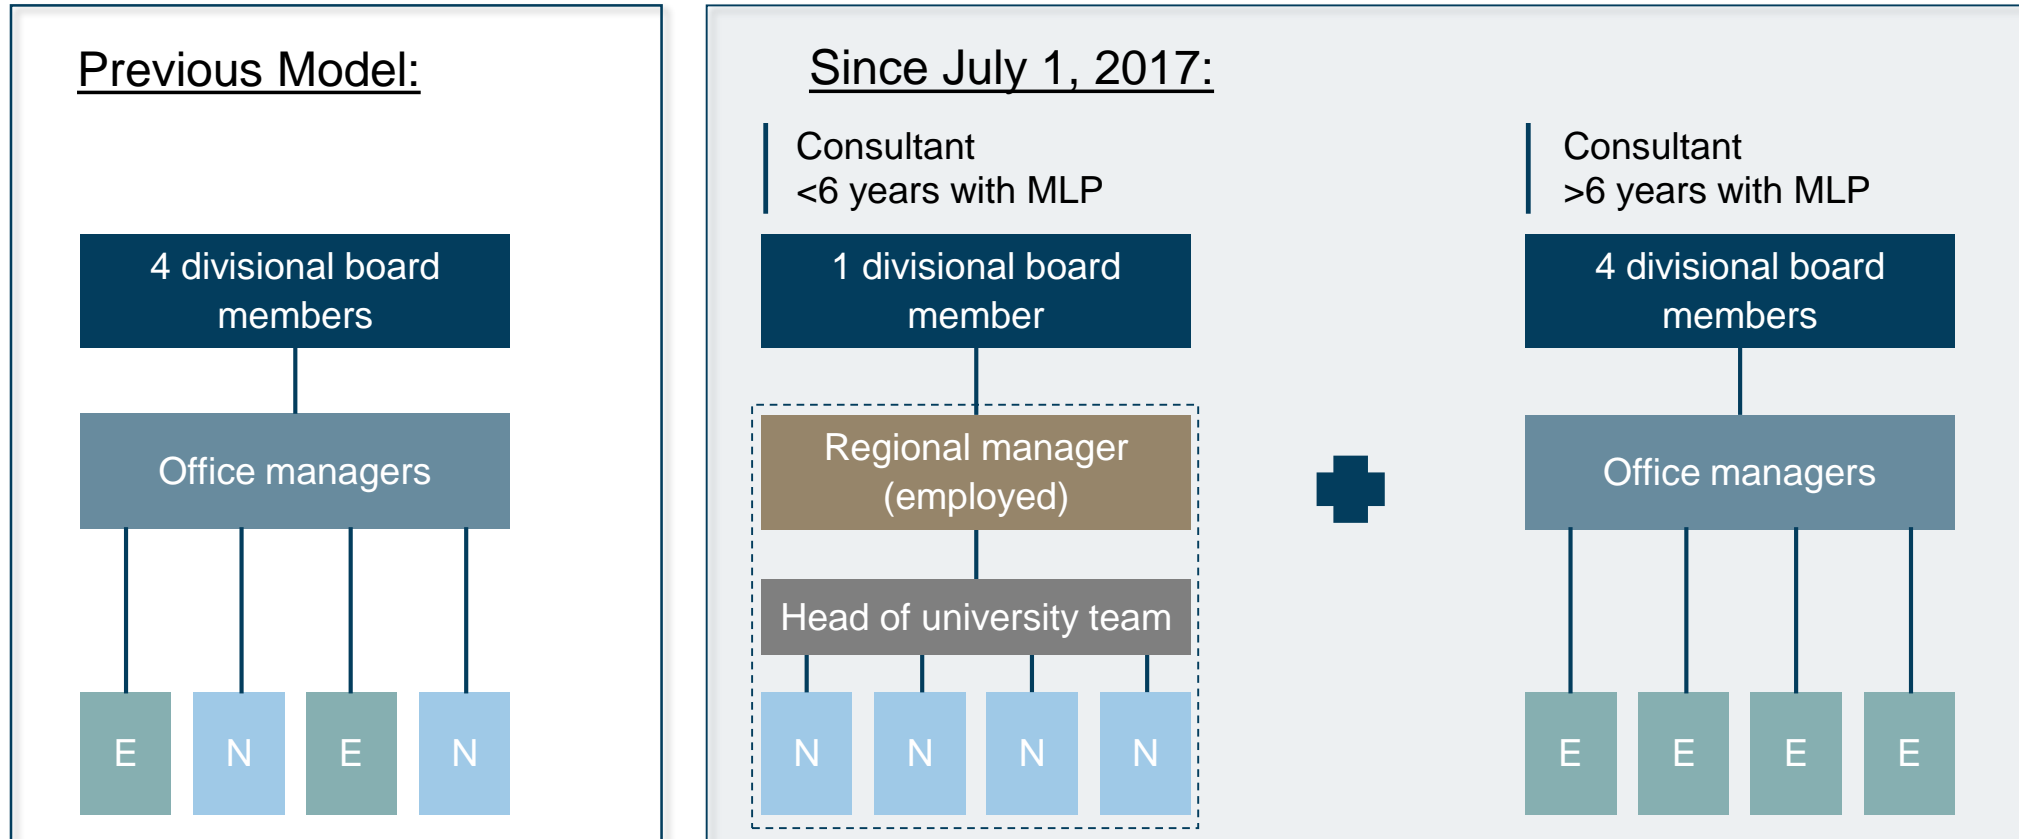 Previous Model:
4 divisional board
members
Office managers
E N E N
Since July 1, 2017:
Consultant
<6 years with MLP
1 divisional board
member
Regional manager
(employed)
Head of university team
N N N N
Consultant
>6 years with MLP
4 divisional board
members
Office managers
E E E E